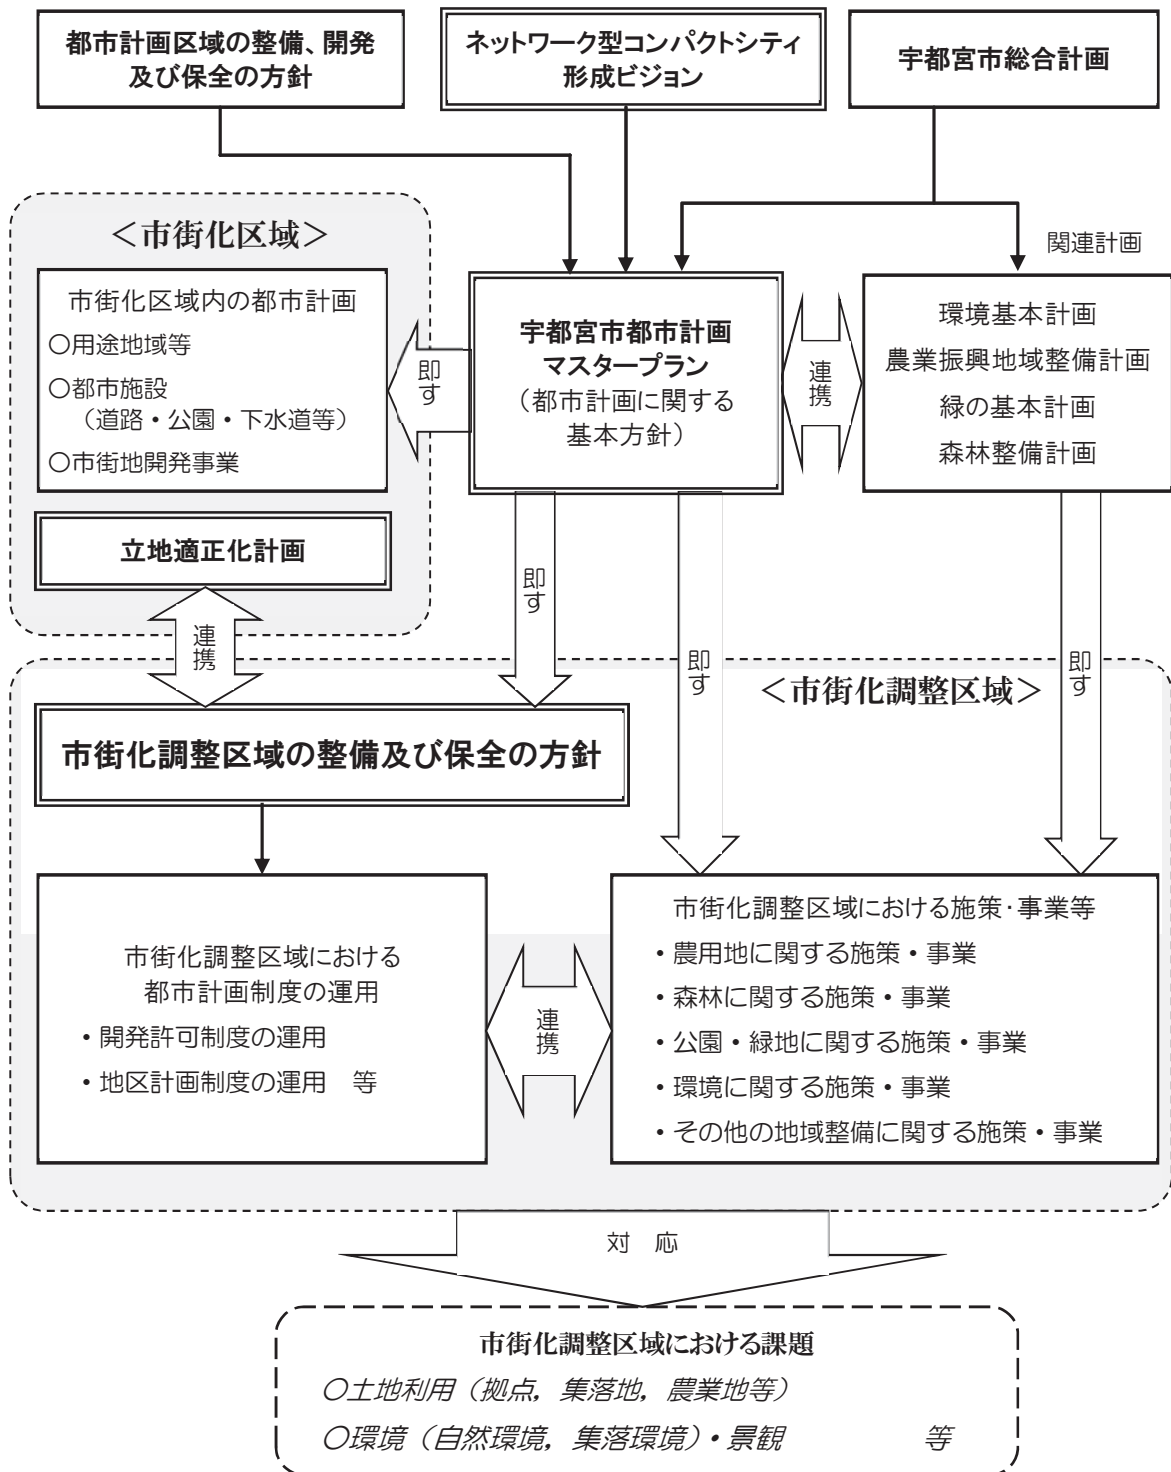 都市計画区域の整備、開発
及び保全の方針
ネットワーク型コンパクトシティ
形成ビジョン
宇都宮市総合計画
<市街化区域>
市街化区域内の都市計画
○用途地域等
○都市施設
（道路・公園・下水道等）
○市街地開発事業
立地適正化計画
即す
宇都宮市都市計画
マスタープラン
（都市計画に関する
基本方針）
連携
関連計画
環境基本計画
農業振興地域整備計画
緑の基本計画
森林整備計画
連携
即す
即す
即す
<市街化調整区域>
市街化調整区域の整備及び保全の方針
市街化調整区域における
都市計画制度の運用
・開発許可制度の運用
・地区計画制度の運用　等
連携
市街化調整区域における施策・事業等
・農用地に関する施策・事業
・森林に関する施策・事業
・公園・緑地に関する施策・事業
・環境に関する施策・事業
・その他の地域整備に関する施策・事業
対　応
市街化調整区域における課題
○土地利用（拠点，集落地，農業地等）
○環境（自然環境，集落環境）・景観　　　　　等